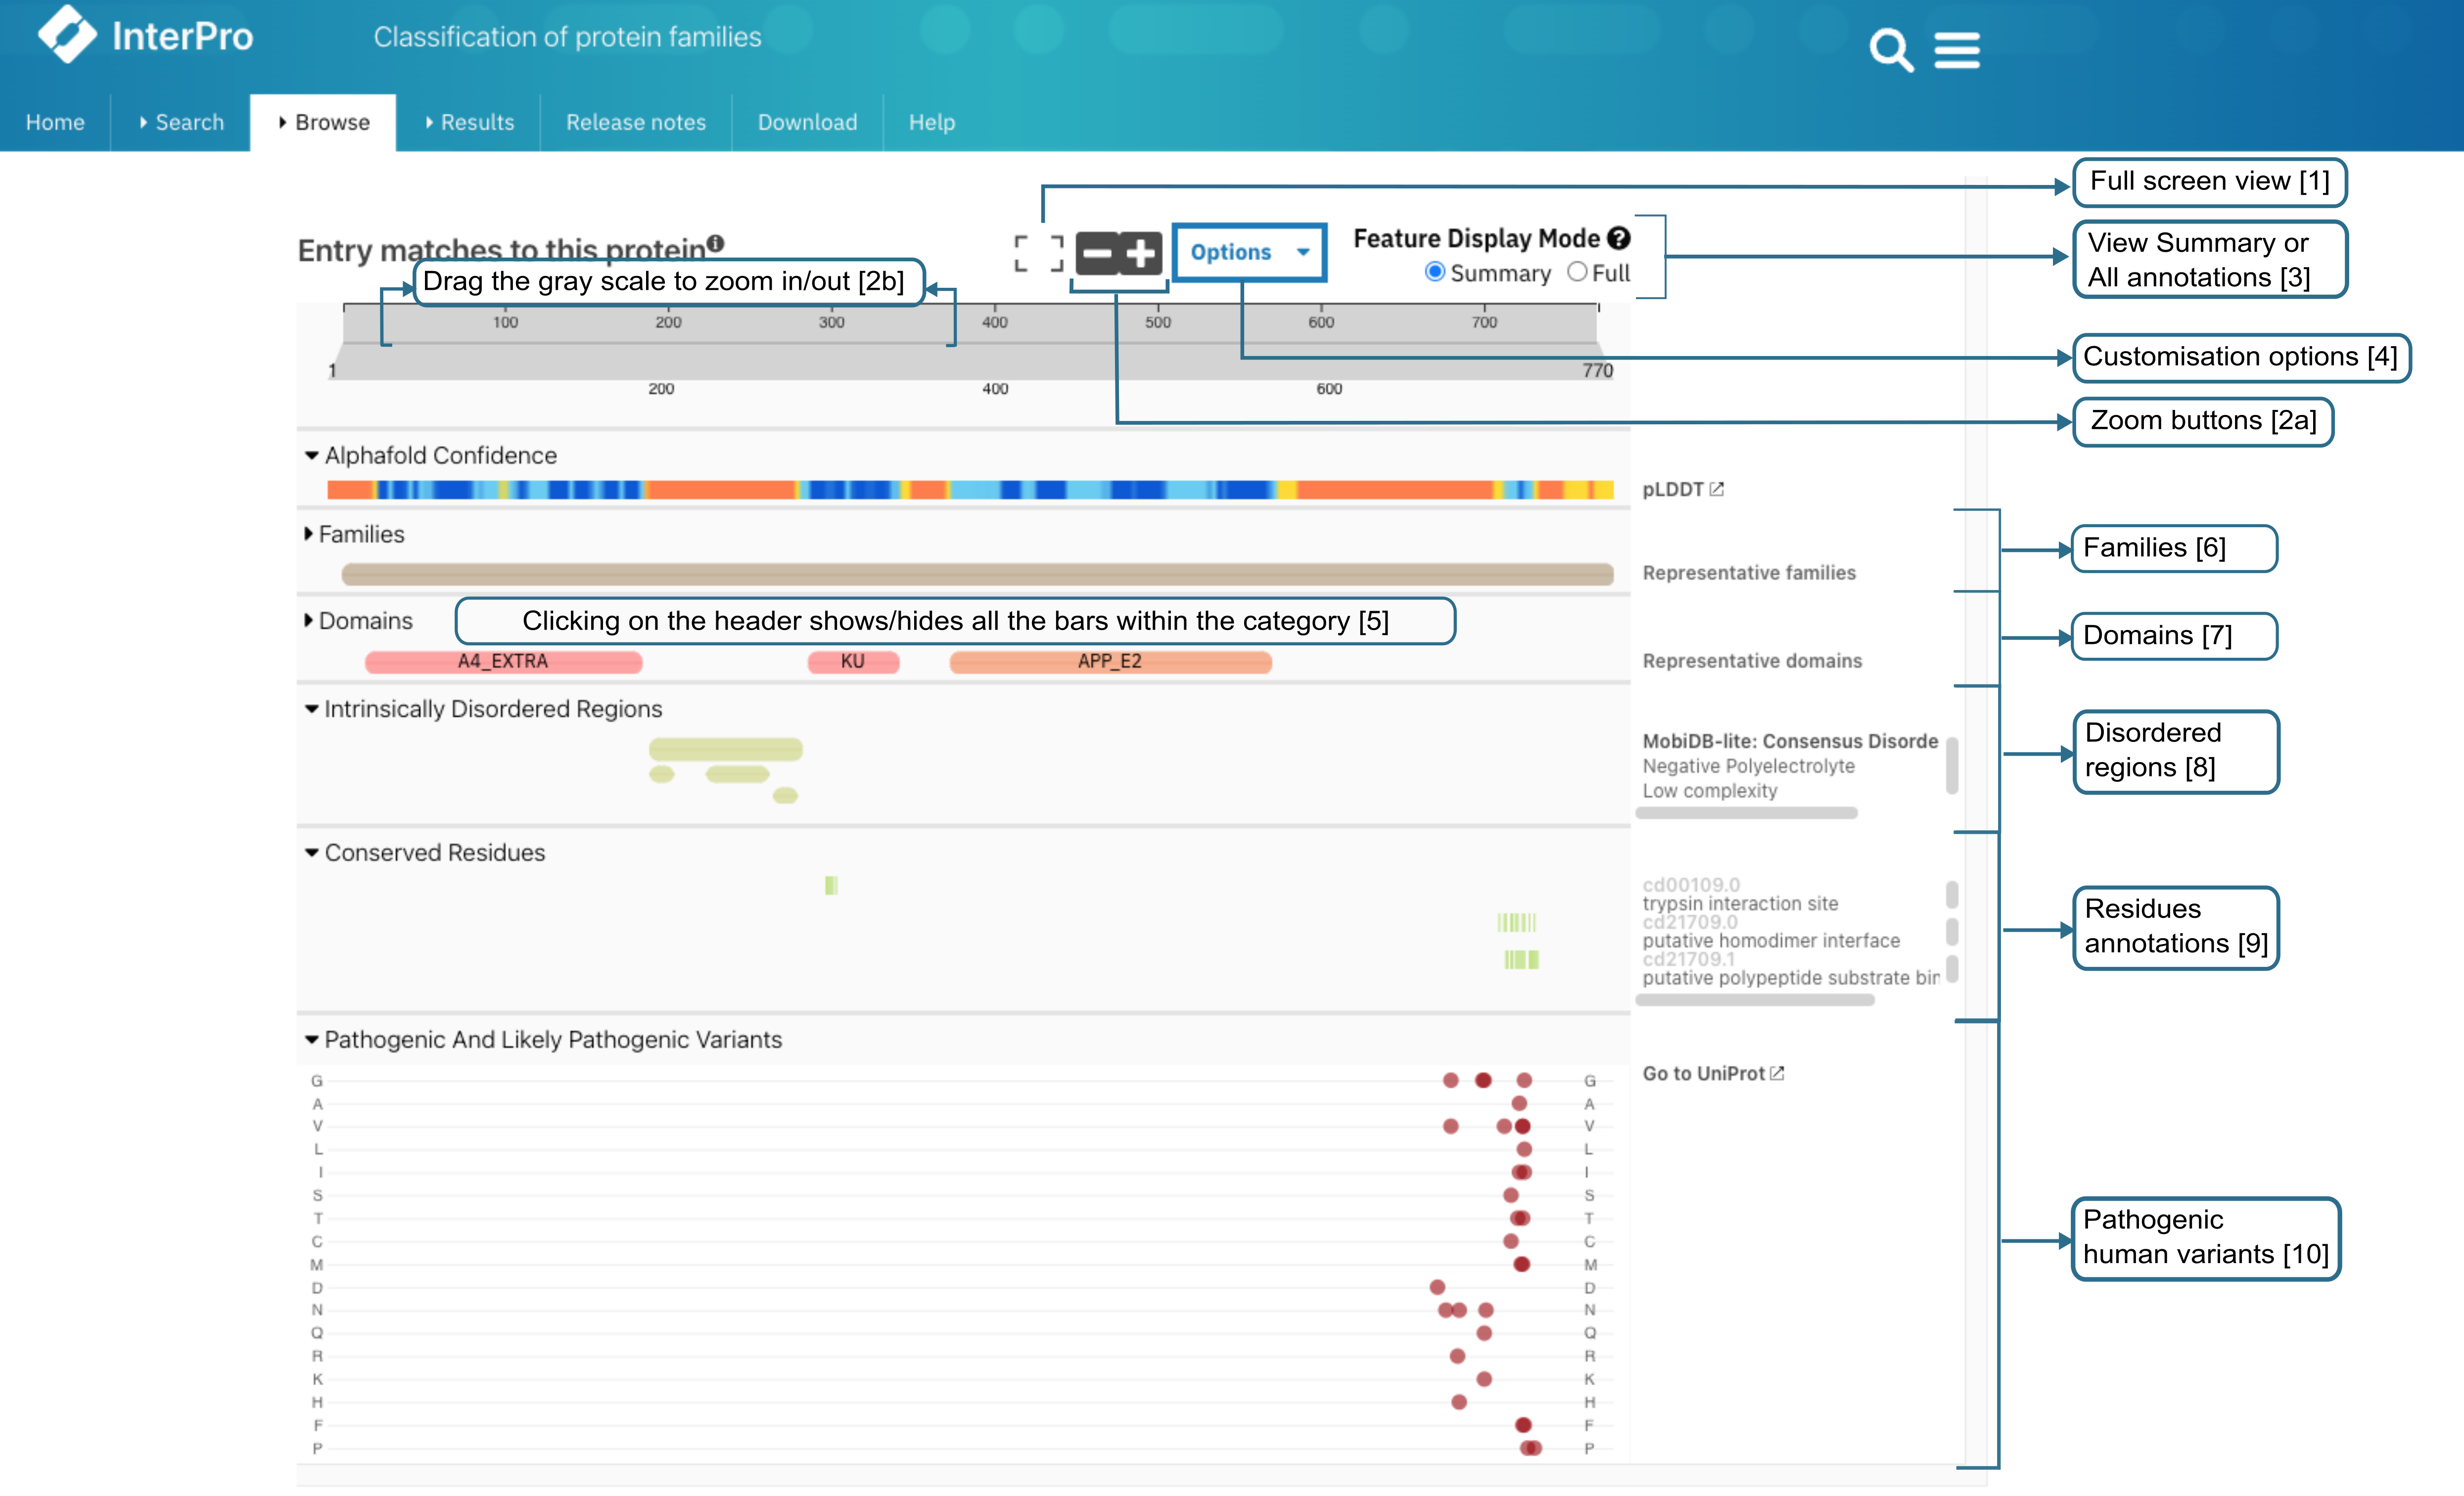 InterPro
Classification of protein families
Home
Search
Browse
Results
Release notes
Download
Help
Full screen view [1]
Entry matches to this protein
Options
Feature Display Mode
Summary
Full
View Summary or
All annotations [3]
Drag the gray scale to zoom in/out [2b]
100 200 300 400 500 600 700
Customisation options [4]
1 770
200 400 600
Zoom buttons [2a]
Alphafold Confidence
pLDDT
Families
Representative families
Families [6]
Domains
Clicking on the header shows/hides all the bars within the category [5]
Domains [7]
A4_EXTRA
KU
APP_E2
Representative domains
Intrinsically Disordered Regions
MobiDB-lite: Consensus Disorde
Negative Polyelectrolyte
Low complexity
Disordered
regions [8]
Conserved Residues
cd00109.0
trypsin interaction site
cd21709.0
putative homodimer interface
cd21709.1
putative polypeptide substrate bin
Residues
annotations [9]
Pathogenic And Likely Pathogenic Variants
Go to UniProt
G G
A A
V V
L L
I I
S S
T T
C C
M M
D D
N N
Q Q
R R
K K
H H
F F
P P
Pathogenic
human variants [10]